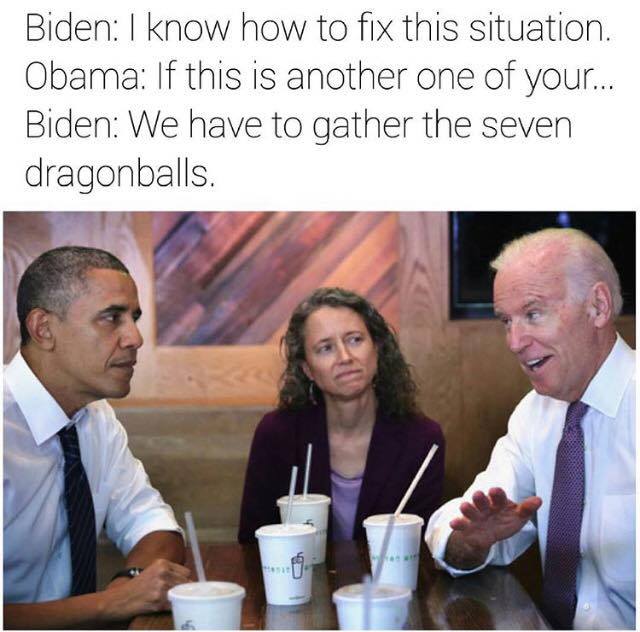 Biden: I know how to fix this situation.
Obama: If this is another one of your...
Biden: We have to gather the seven
dragonballs.